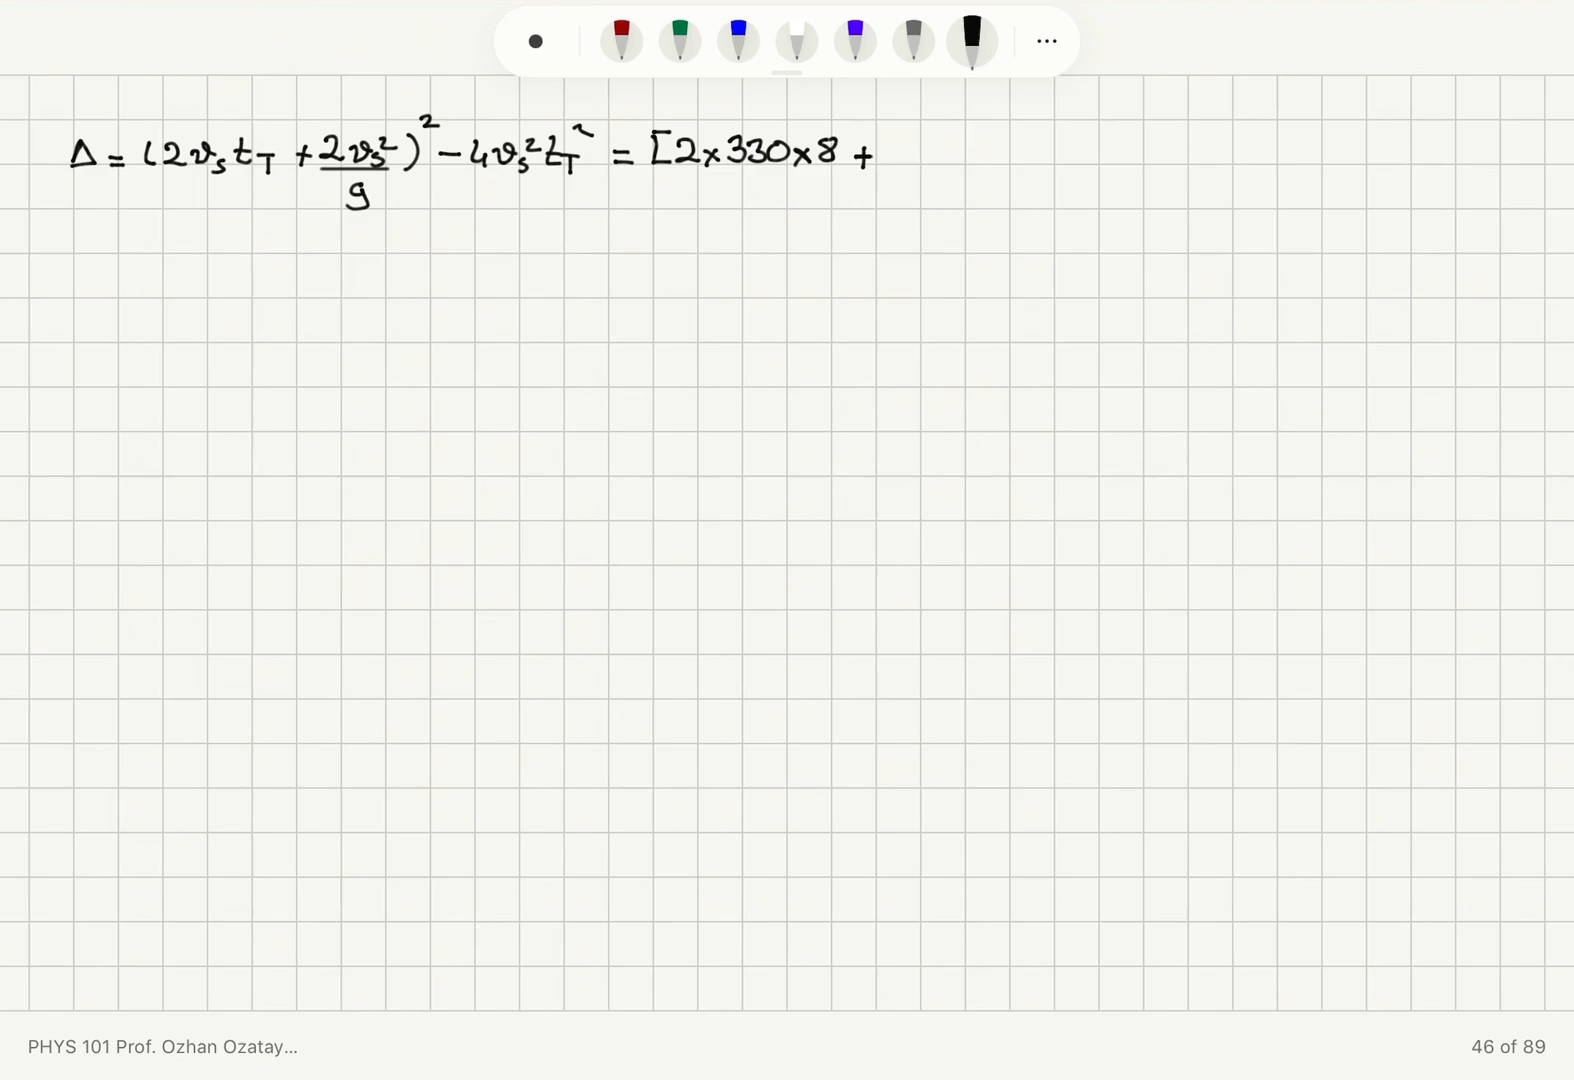 Δ = (2v_s t_T + 2v_s²/g)² − 4v_s² t_T² = [2×330×8 +
PHYS 101 Prof. Ozhan Ozatay...
46 of 89